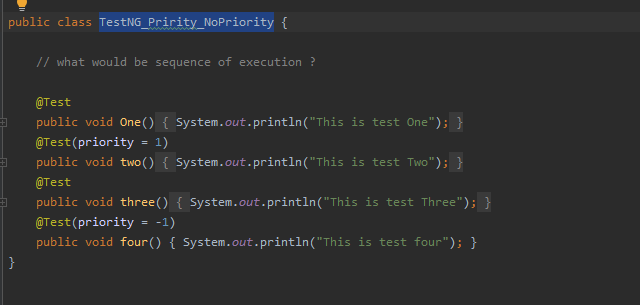 public class TestNG_Pririty_NoPriority {
// what would be sequence of execution ?
@Test
public void One() { System.out.println("This is test One"); }
@Test(priority = 1)
public void two() { System.out.println("This is test Two"); }
@Test
public void three() { System.out.println("This is test Three"); }
@Test(priority = -1)
public void four() { System.out.println("This is test four"); }
}